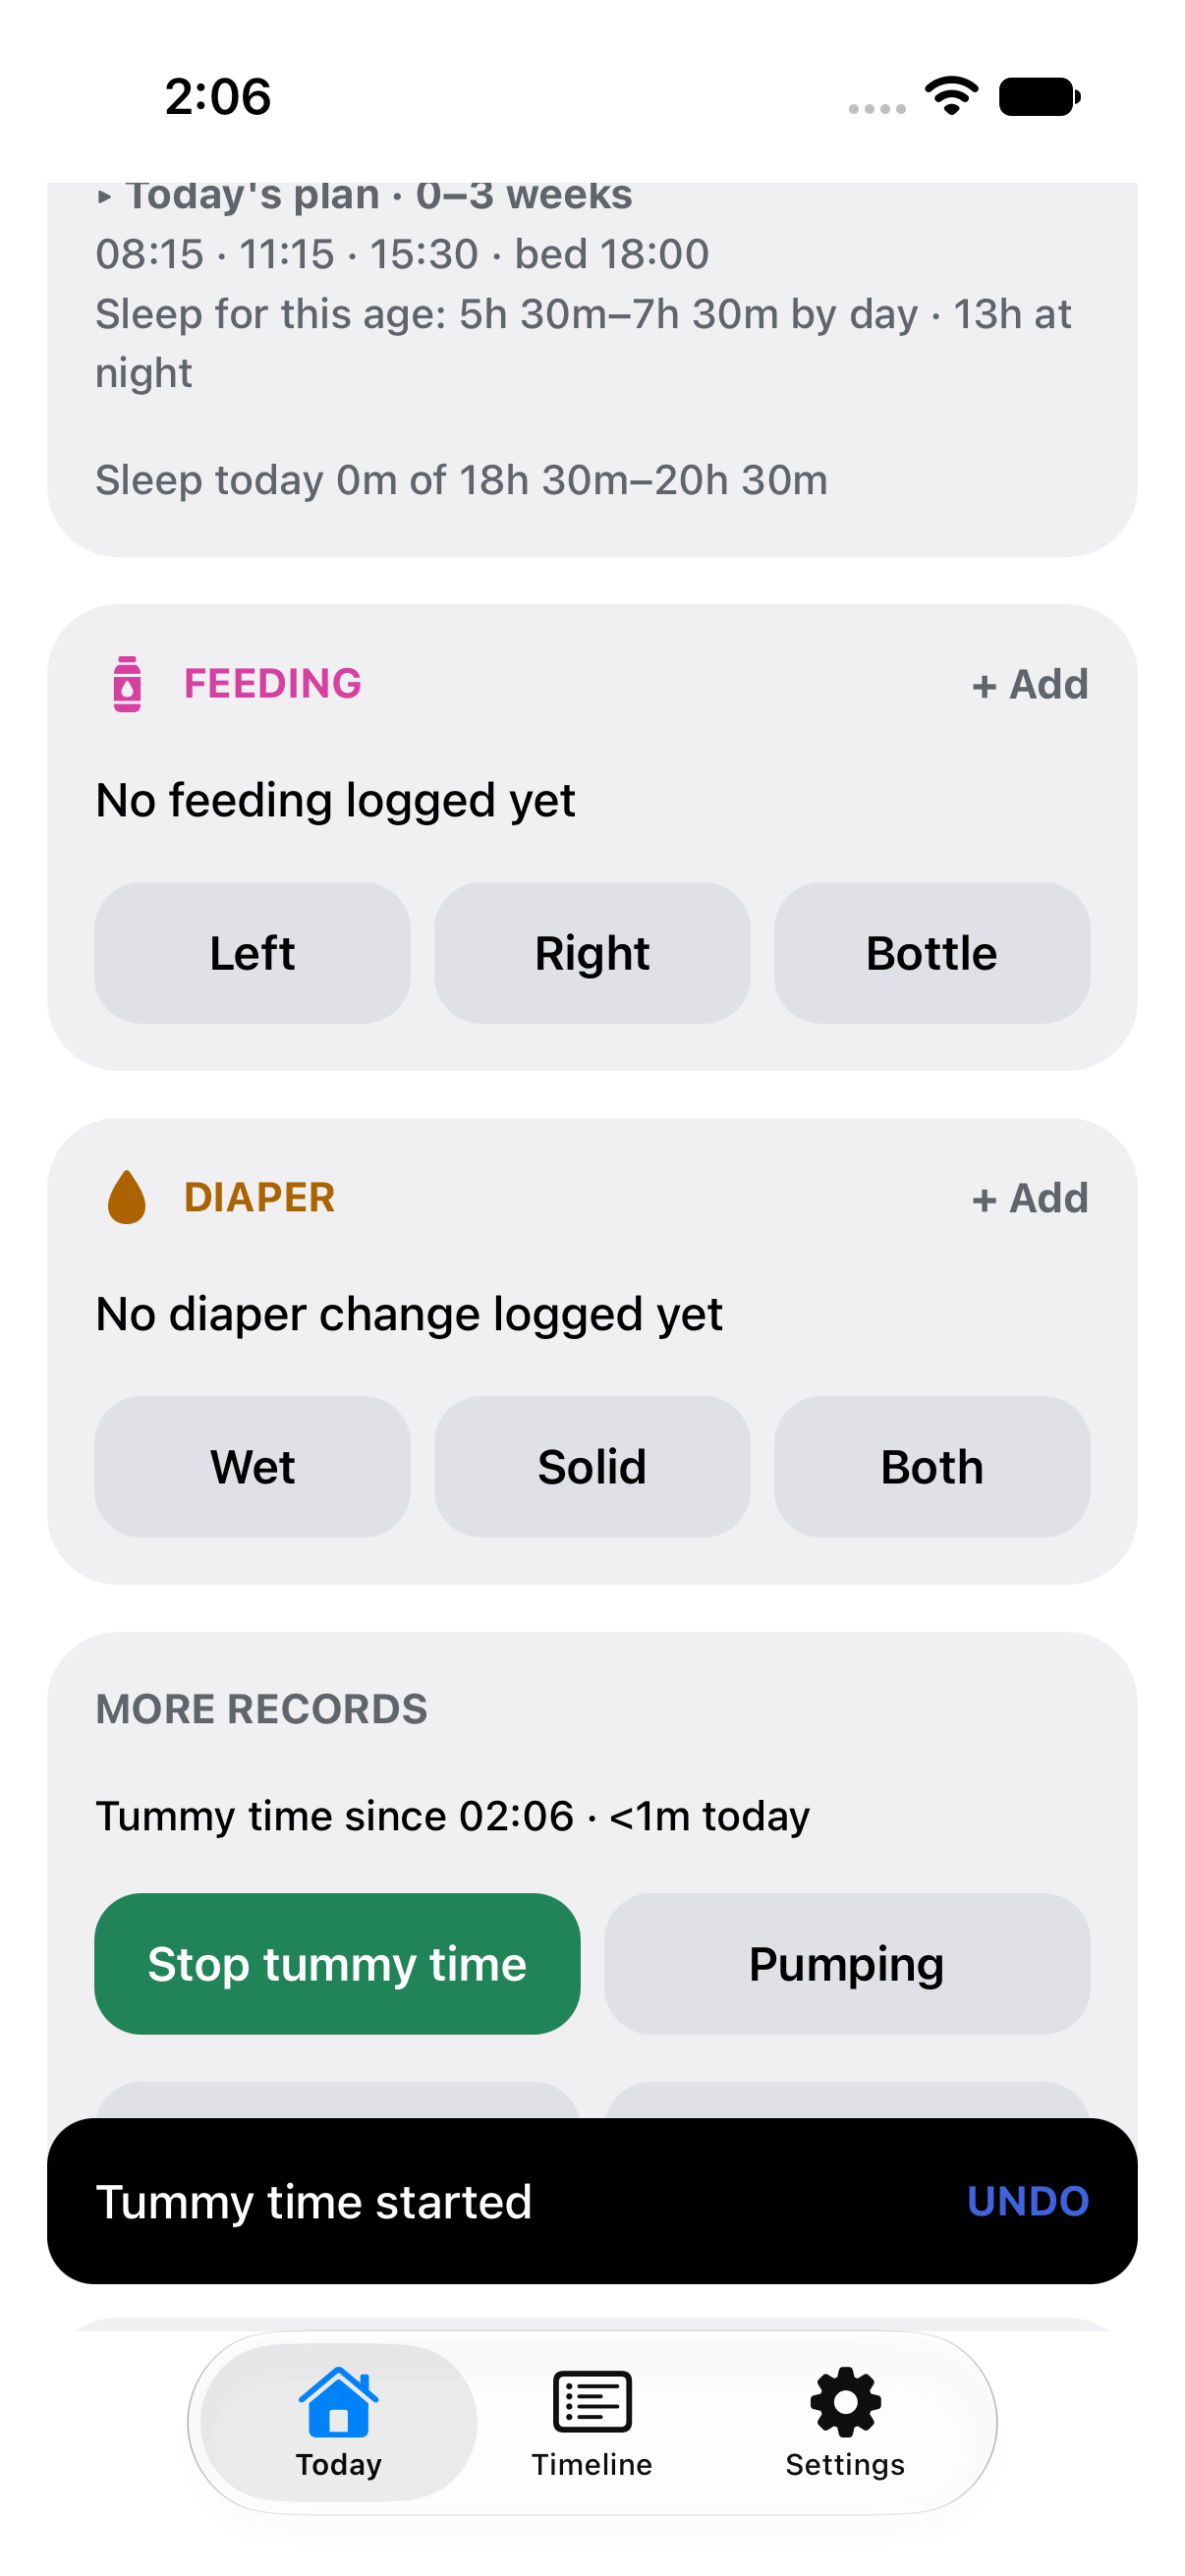 2:06
▸ Today's plan · 0–3 weeks
08:15 · 11:15 · 15:30 · bed 18:00
Sleep for this age: 5h 30m–7h 30m by day · 13h at
night
Sleep today 0m of 18h 30m–20h 30m
FEEDING
+ Add
No feeding logged yet
Left
Right
Bottle
DIAPER
+ Add
No diaper change logged yet
Wet
Solid
Both
MORE RECORDS
Tummy time since 02:06 · <1m today
Stop tummy time
Pumping
Tummy time started
UNDO
Today
Timeline
Settings